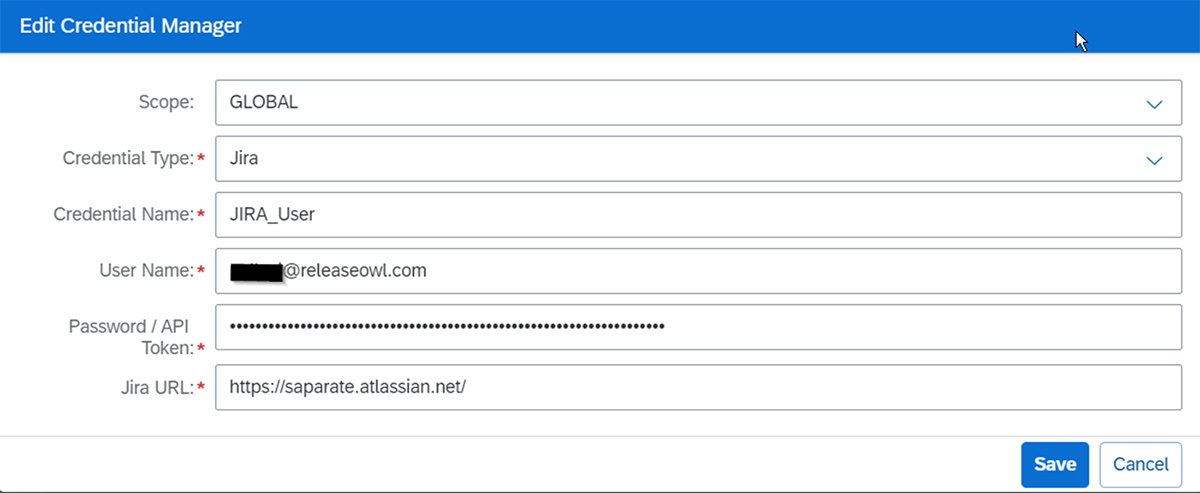 Edit Credential Manager
Scope: GLOBAL
Credential Type:* Jira
Credential Name:* JIRA_User
User Name:* @releaseowl.com
Password / API
Token:* ••••••••••••••••••••••••••••••••••••••••••••••••••••••••••••••••••••
Jira URL:* https://saparate.atlassian.net/
Save Cancel